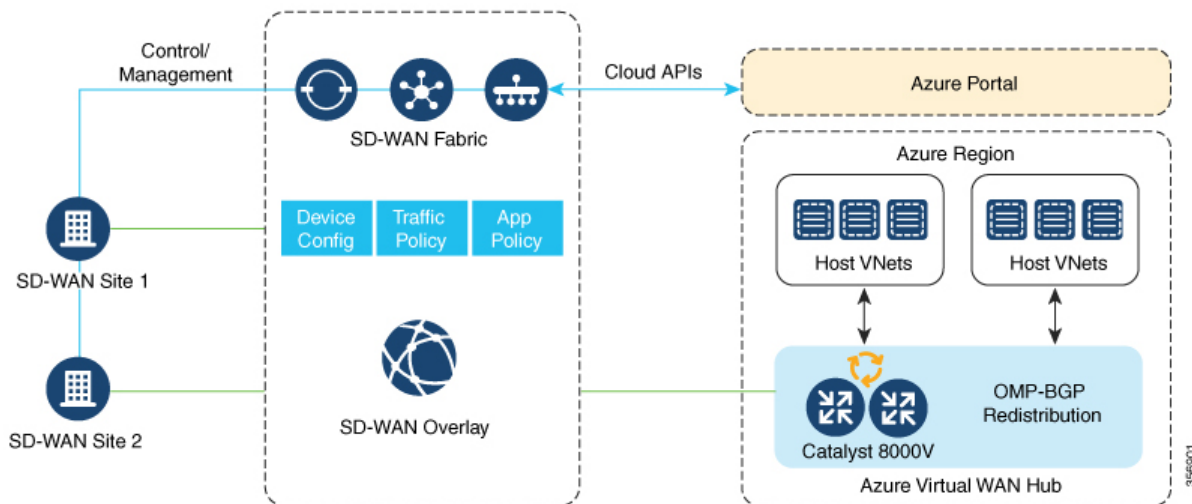 Control/
Management
SD-WAN Fabric
Cloud APIs
Azure Portal
Device
Config
Traffic
Policy
App
Policy
SD-WAN Site 1
SD-WAN Site 2
SD-WAN Overlay
Azure Region
Host VNets
Host VNets
Catalyst 8000V
OMP-BGP
Redistribution
Azure Virtual WAN Hub
356901